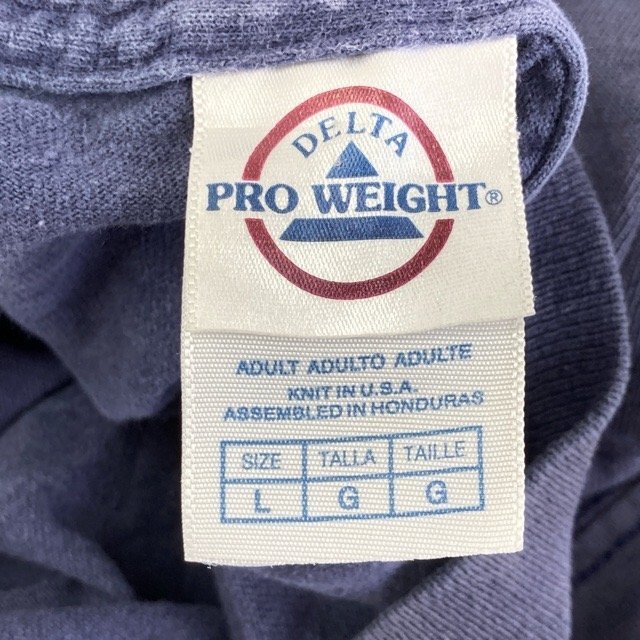 DELTA
PRO WEIGHT®
ADULT ADULTO ADULTE
KNIT IN U.S.A.
ASSEMBLED IN HONDURAS
SIZE TALLA TAILLE
L G G